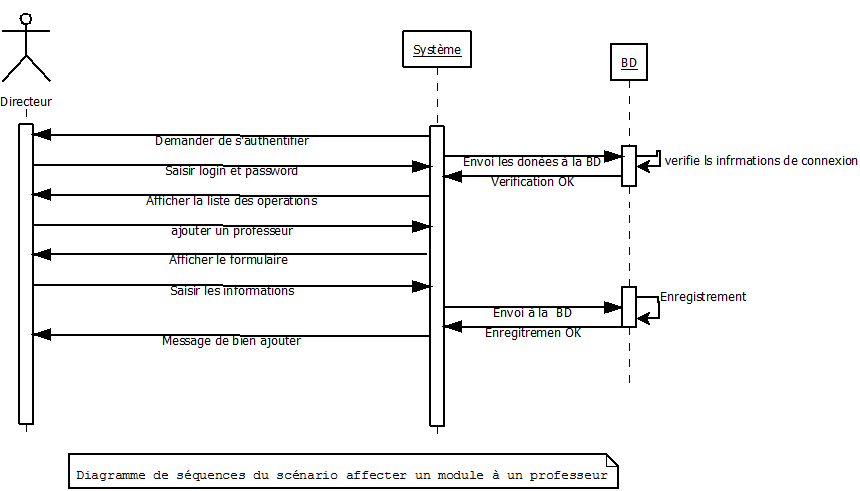 Système
BD
Directeur
Demander de s'authentifier
Envoi les donées à la BD
verifie ls infrmations de connexion
Saisir login et password
Verification OK
Afficher la liste des operations
ajouter un professeur
Afficher le formulaire
Saisir les informations
Enregistrement
Envoi à la BD
Enregitremen OK
Message de bien ajouter
Diagramme de séquences du scénario affecter un module à un professeur